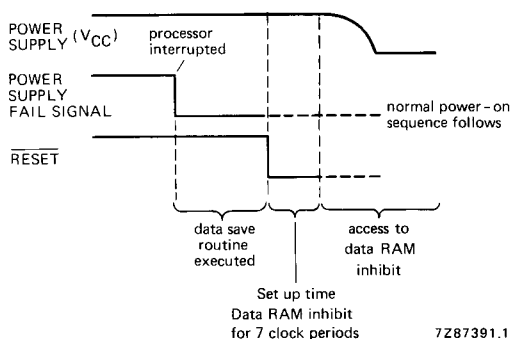 POWER
SUPPLY (VCC)
processor
interrupted
POWER
SUPPLY
FAIL SIGNAL
normal power-on
sequence follows
RESET
data save
routine
executed
access to
data RAM
inhibit
Set up time
Data RAM inhibit
for 7 clock periods
7Z87391.1